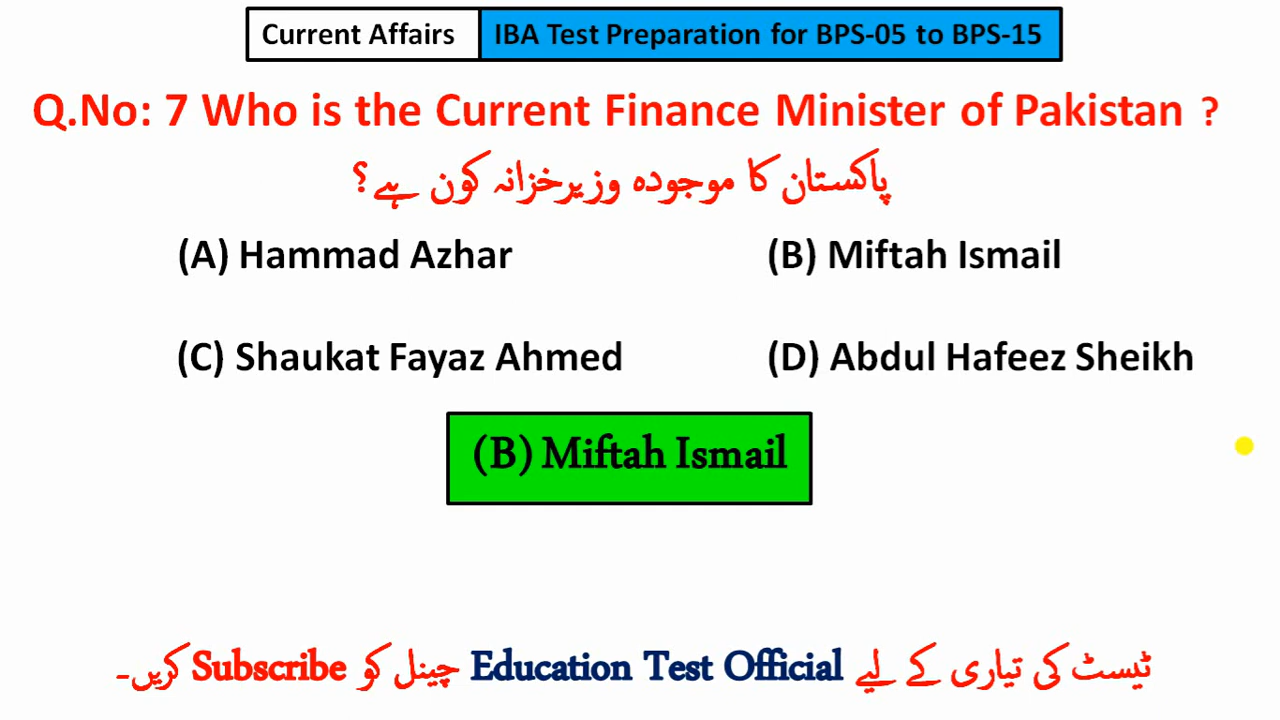 Current Affairs IBA Test Preparation for BPS-05 to BPS-15
Q.No: 7 Who is the Current Finance Minister of Pakistan ?
پاکستان کا موجودہ وزیرخزانہ کون ہے؟
(A) Hammad Azhar (B) Miftah Ismail
(C) Shaukat Fayaz Ahmed (D) Abdul Hafeez Sheikh
(B) Miftah Ismail
ٹیسٹ کی تیاری کے لیے Education Test Official چینل کو Subscribe کریں۔